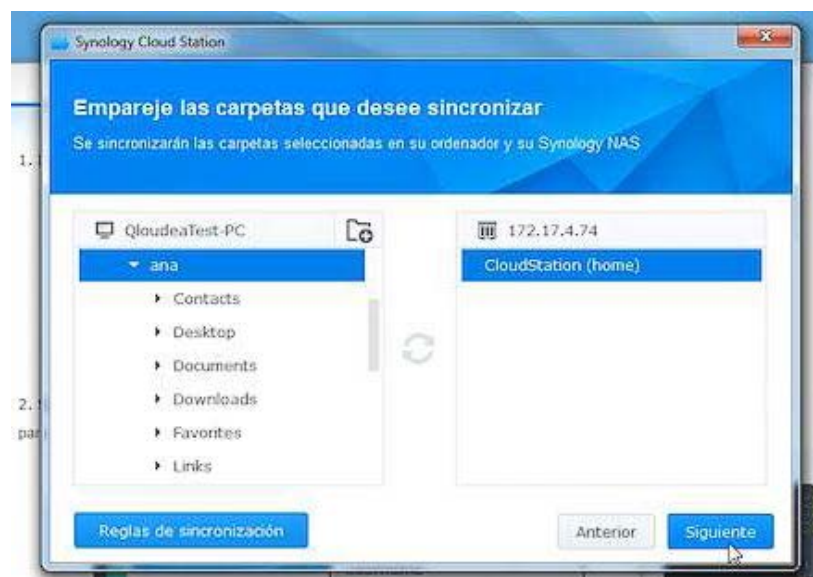 Synology Cloud Station
Empareje las carpetas que desee sincronizar
Se sincronizarán las carpetas seleccionadas en su ordenador y su Synology NAS
1.
QloudeaTest-PC
172.17.4.74
ana
CloudStation (home)
Contacts
Desktop
Documents
Downloads
2.
Favorites
Links
Reglas de sincronización
Anterior
Siguiente